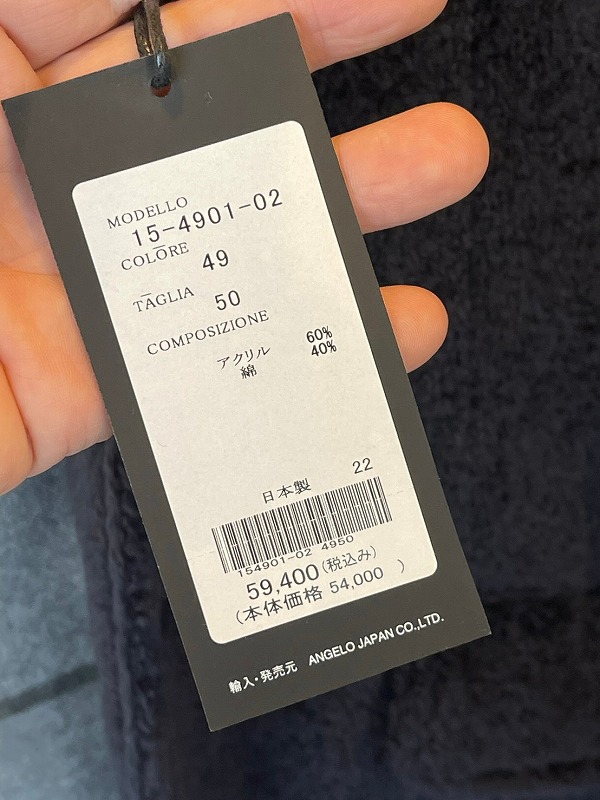 MODELLO
15-4901-02
COLORE
49
TAGLIA
50
COMPOSIZIONE
アクリル 60%
綿 40%
22
日本製
154901-02 4950
59,400(税込み)
(本体価格 54,000 )
輸入・発売元 ANGELO JAPAN CO.,LTD.